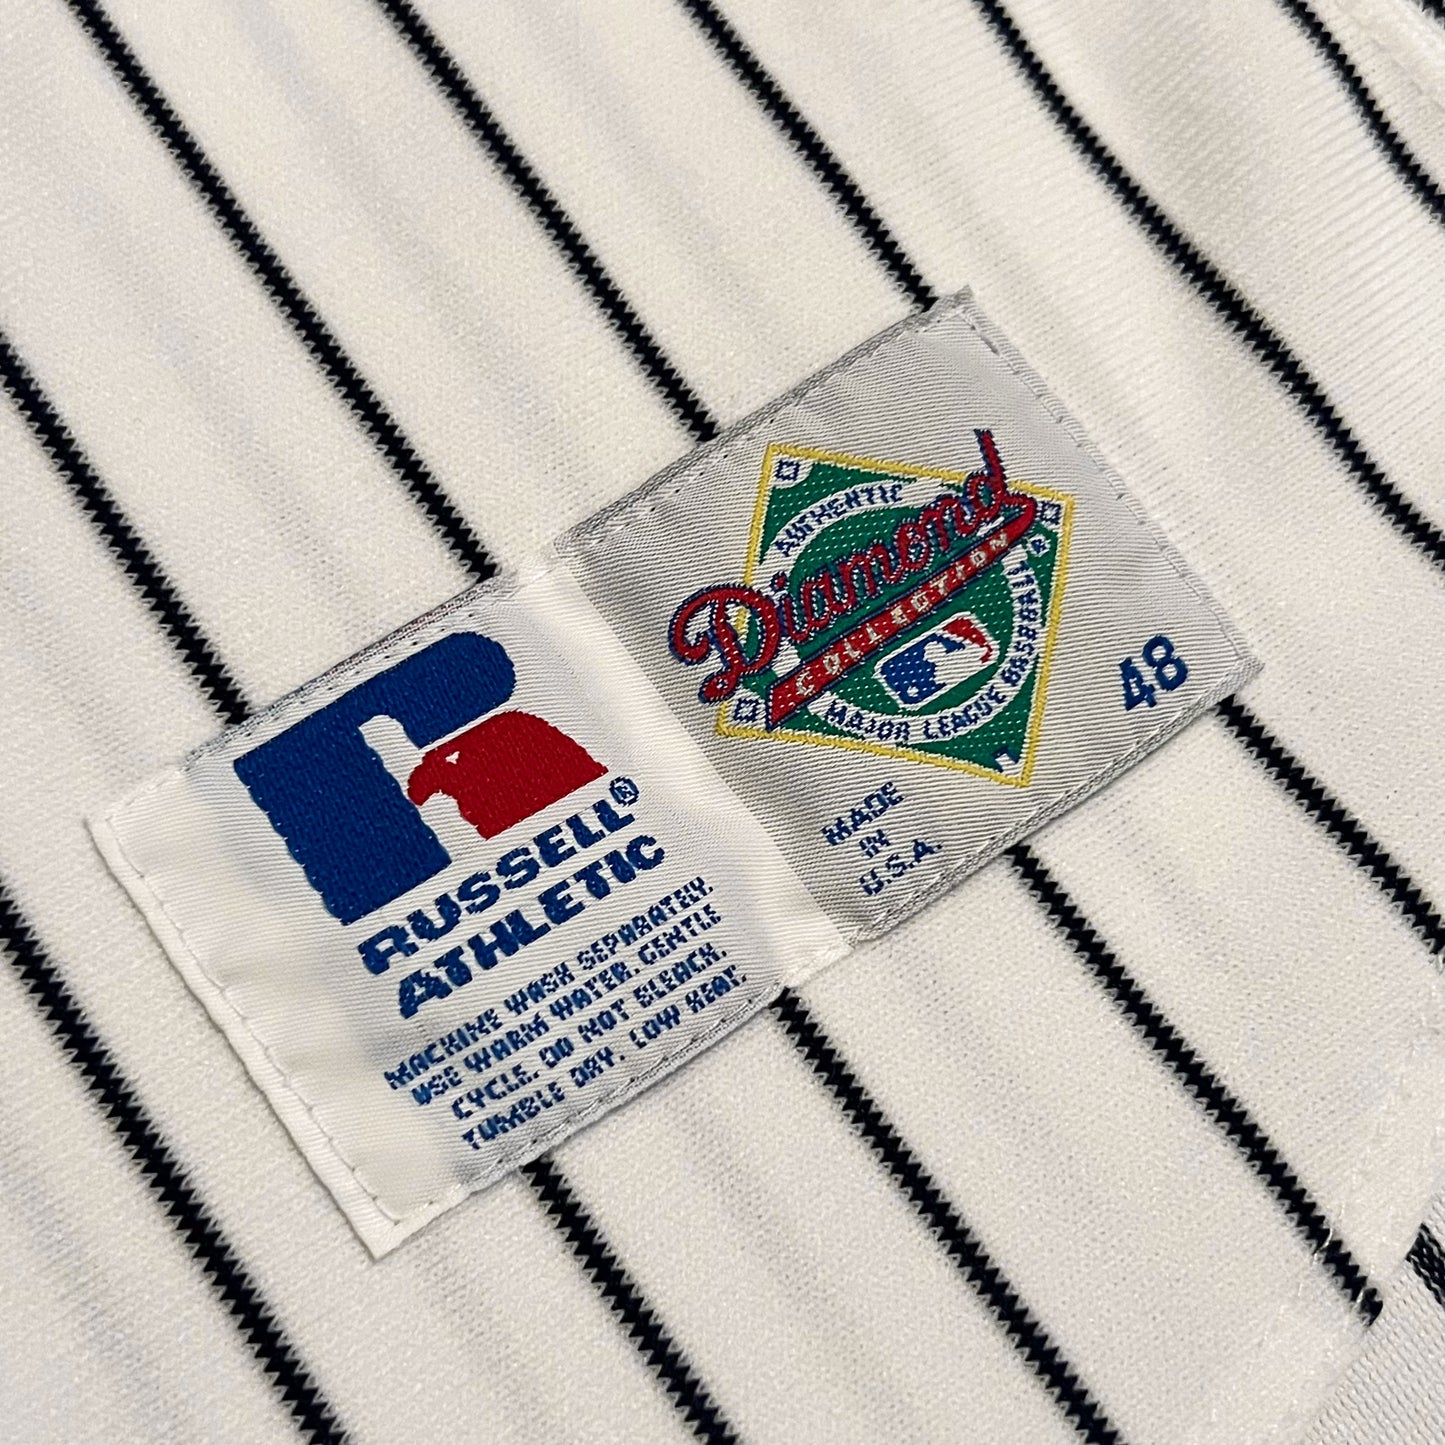 RUSSELL®
ATHLETIC
MACHINE WASH SEPARATELY.
USE WARM WATER. GENTLE
CYCLE. DO NOT BLEACH.
TUMBLE DRY. LOW HEAT.
AUTHENTIC
Diamond
COLLECTION
MAJOR LEAGUE BASEBALL
48
MADE
IN
U.S.A.